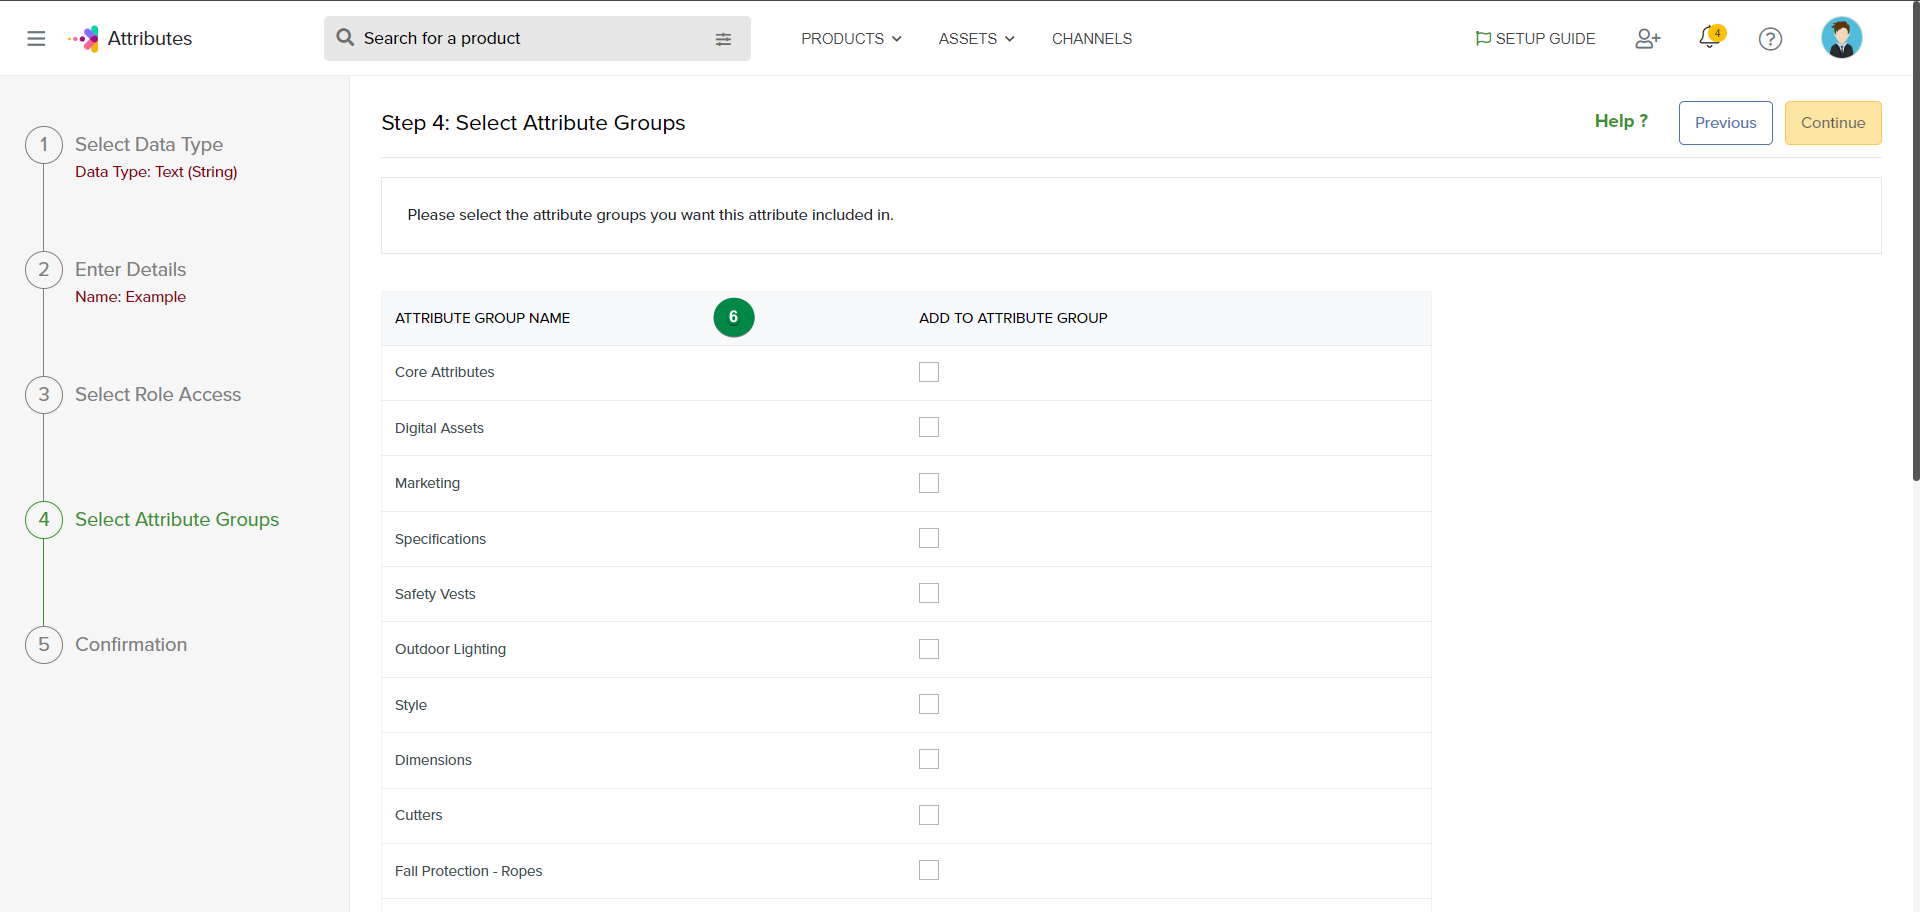 Attributes
Search for a product
PRODUCTS
ASSETS
CHANNELS
SETUP GUIDE
4
?
1
Select Data Type
Data Type: Text (String)
2
Enter Details
Name: Example
3
Select Role Access
4
Select Attribute Groups
5
Confirmation
Step 4: Select Attribute Groups
Help ?
Previous
Continue
Please select the attribute groups you want this attribute included in.
ATTRIBUTE GROUP NAME
6
ADD TO ATTRIBUTE GROUP
Core Attributes
Digital Assets
Marketing
Specifications
Safety Vests
Outdoor Lighting
Style
Dimensions
Cutters
Fall Protection - Ropes